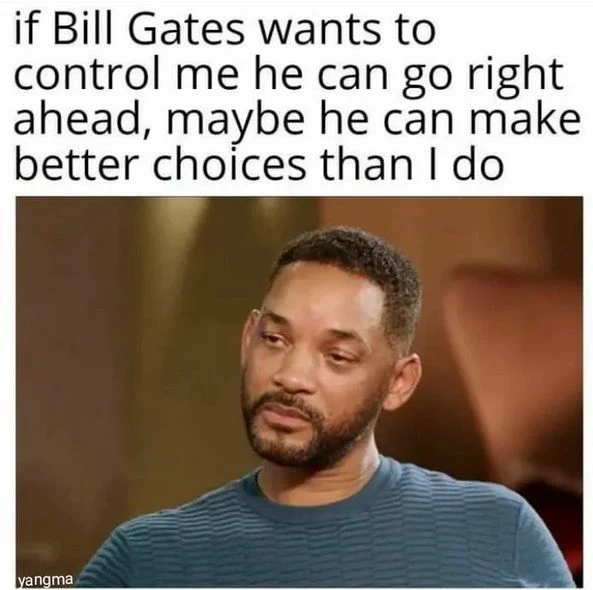 if Bill Gates wants to
control me he can go right
ahead, maybe he can make
better choices than I do
yangma